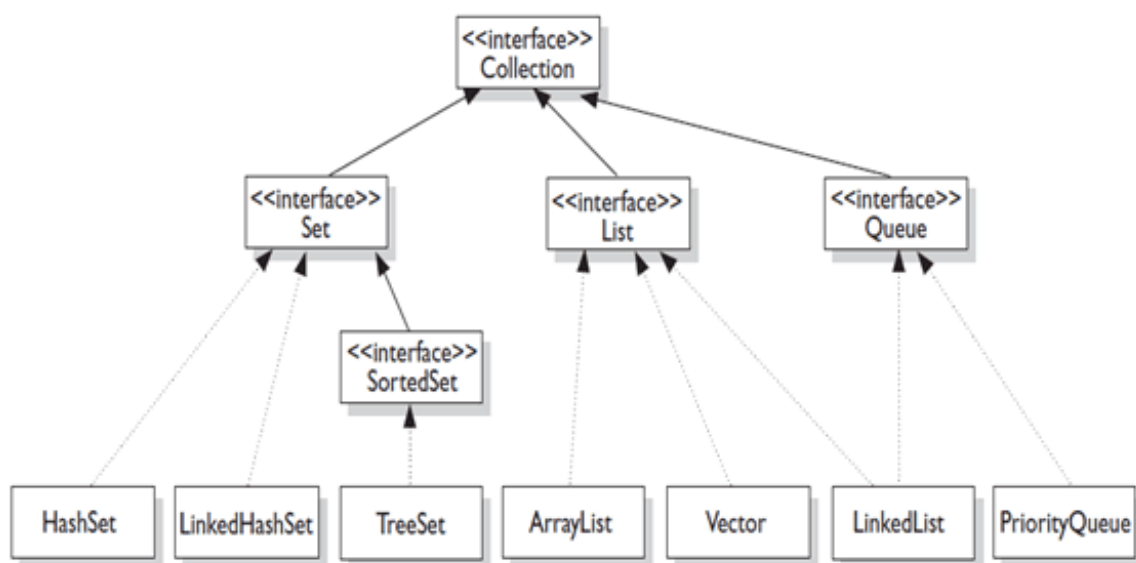 <<interface>>
Collection
<<interface>>
Set
<<interface>>
List
<<interface>>
Queue
<<interface>>
SortedSet
HashSet
LinkedHashSet
TreeSet
ArrayList
Vector
LinkedList
PriorityQueue